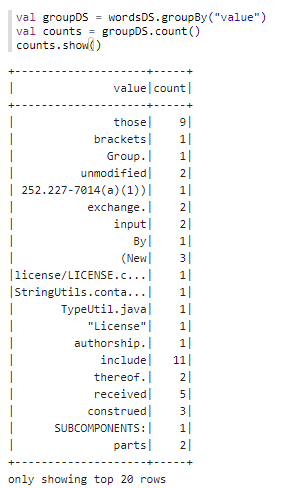 val groupDS = wordsDS.groupBy("value")
val counts = groupDS.count()
counts.show()
+--------------------+-----+
|               value|count|
+--------------------+-----+
|               those|    9|
|            brackets|    1|
|              Group.|    1|
|          unmodified|    2|
| 252.227-7014(a)(1))|    1|
|           exchange.|    2|
|               input|    2|
|                  By|    1|
|                (New|    3|
|license/LICENSE.c...|    1|
|StringUtils.conta...|    1|
|       TypeUtil.java|    1|
|           "License"|    1|
|         authorship.|    1|
|             include|   11|
|            thereof.|    2|
|            received|    5|
|           construed|    3|
|      SUBCOMPONENTS:|    1|
|               parts|    2|
+--------------------+-----+
only showing top 20 rows